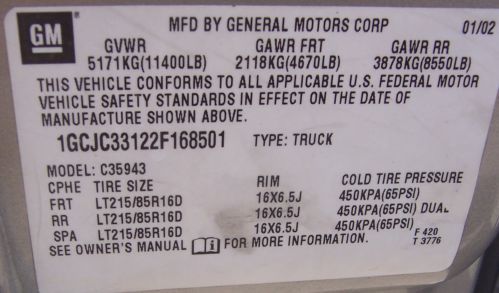 GM
MFD BY GENERAL MOTORS CORP 01/02
GVWR GAWR FRT GAWR RR
5171KG(11400LB) 2118KG(4670LB) 3878KG(8550LB)
THIS VEHICLE CONFORMS TO ALL APPLICABLE U.S. FEDERAL MOTOR
VEHICLE SAFETY STANDARDS IN EFFECT ON THE DATE OF
MANUFACTURE SHOWN ABOVE.
1GCJC33122F168501 TYPE: TRUCK
MODEL: C35943
CPHE TIRE SIZE RIM COLD TIRE PRESSURE
FRT LT215/85R16D 16X6.5J 450KPA(65PSI)
RR LT215/85R16D 16X6.5J 450KPA(65PSI) DUAL
SPA LT215/85R16D 16X6.5J 450KPA(65PSI)
SEE OWNER'S MANUAL i FOR MORE INFORMATION.
F 420
T 3776